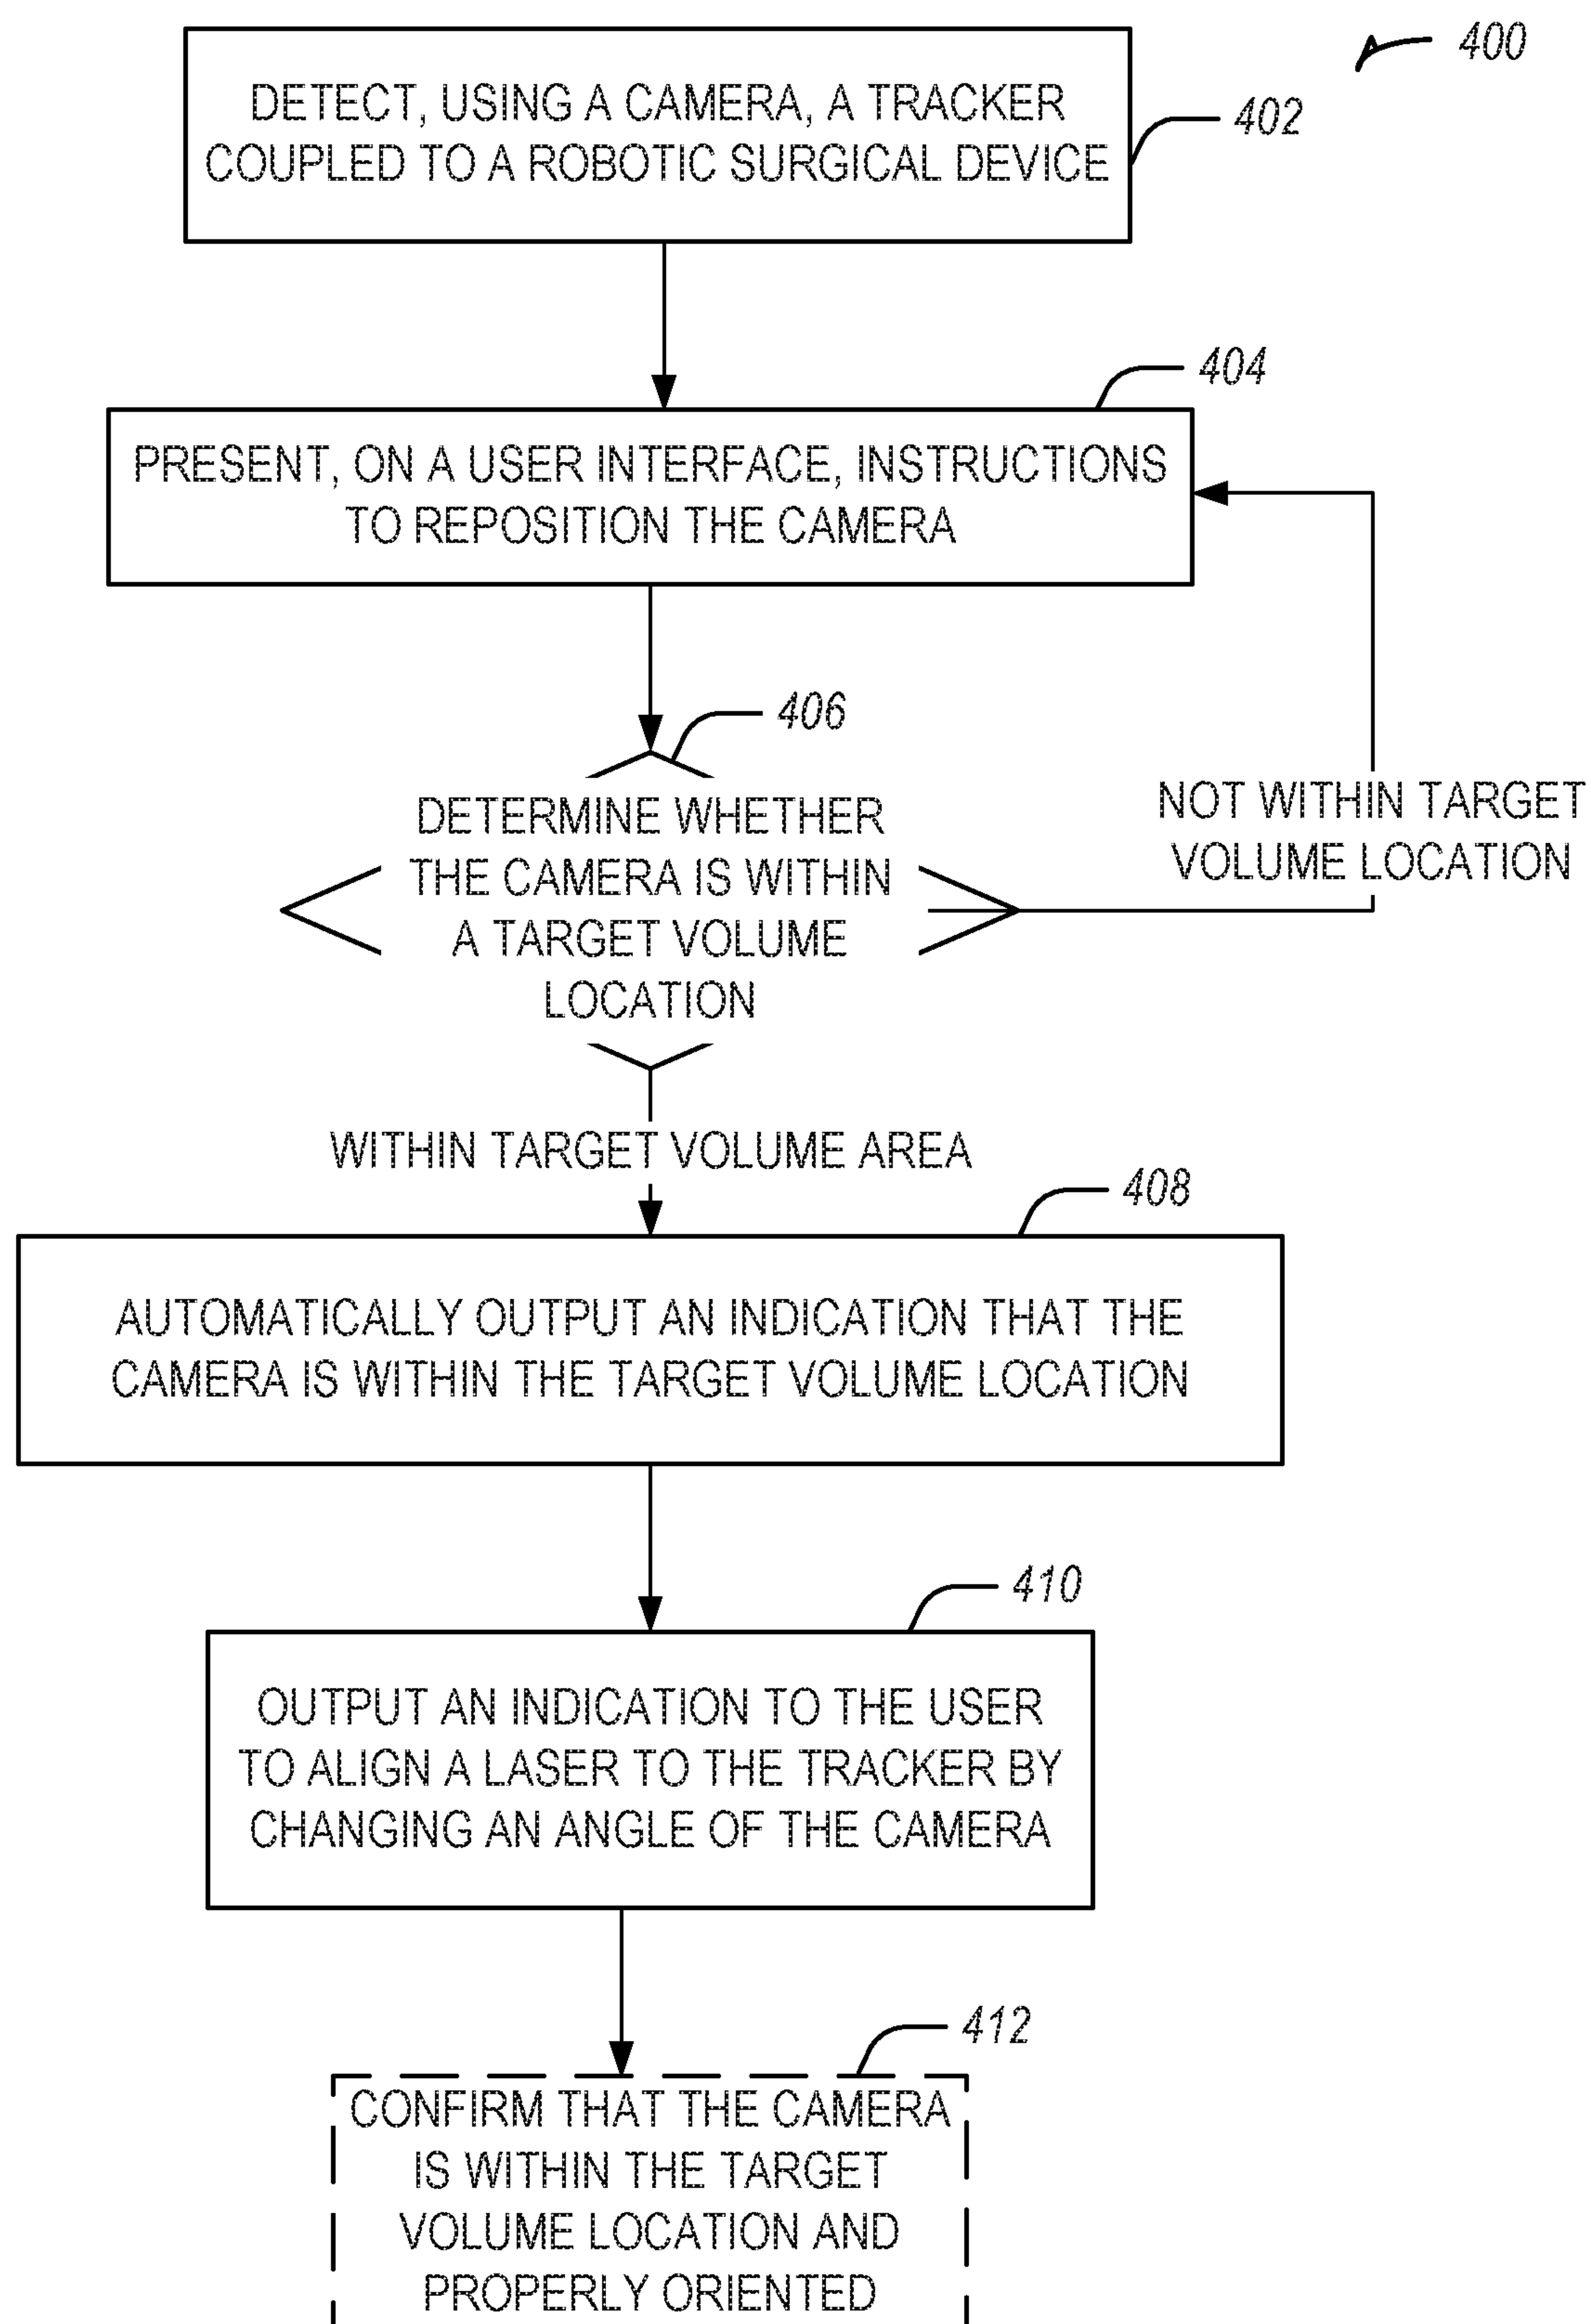 400
DETECT, USING A CAMERA, A TRACKER
COUPLED TO A ROBOTIC SURGICAL DEVICE
402
404
PRESENT, ON A USER INTERFACE, INSTRUCTIONS
TO REPOSITION THE CAMERA
406
DETERMINE WHETHER
THE CAMERA IS WITHIN
A TARGET VOLUME
LOCATION
NOT WITHIN TARGET
VOLUME LOCATION
WITHIN TARGET VOLUME AREA
408
AUTOMATICALLY OUTPUT AN INDICATION THAT THE
CAMERA IS WITHIN THE TARGET VOLUME LOCATION
410
OUTPUT AN INDICATION TO THE USER
TO ALIGN A LASER TO THE TRACKER BY
CHANGING AN ANGLE OF THE CAMERA
412
CONFIRM THAT THE CAMERA
IS WITHIN THE TARGET
VOLUME LOCATION AND
PROPERLY ORIENTED